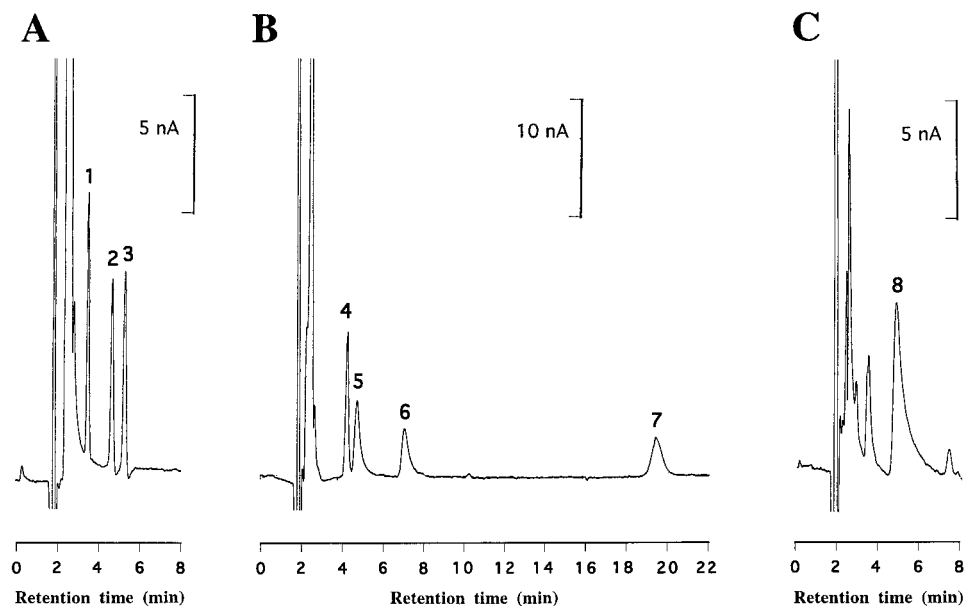 A
B
C
5 nA
10 nA
5 nA
1
2 3
4
5
6
7
8
0 2 4 6 8
Retention time (min)
0 2 4 6 8 10 12 14 16 18 20 22
Retention time (min)
0 2 4 6 8
Retention time (min)